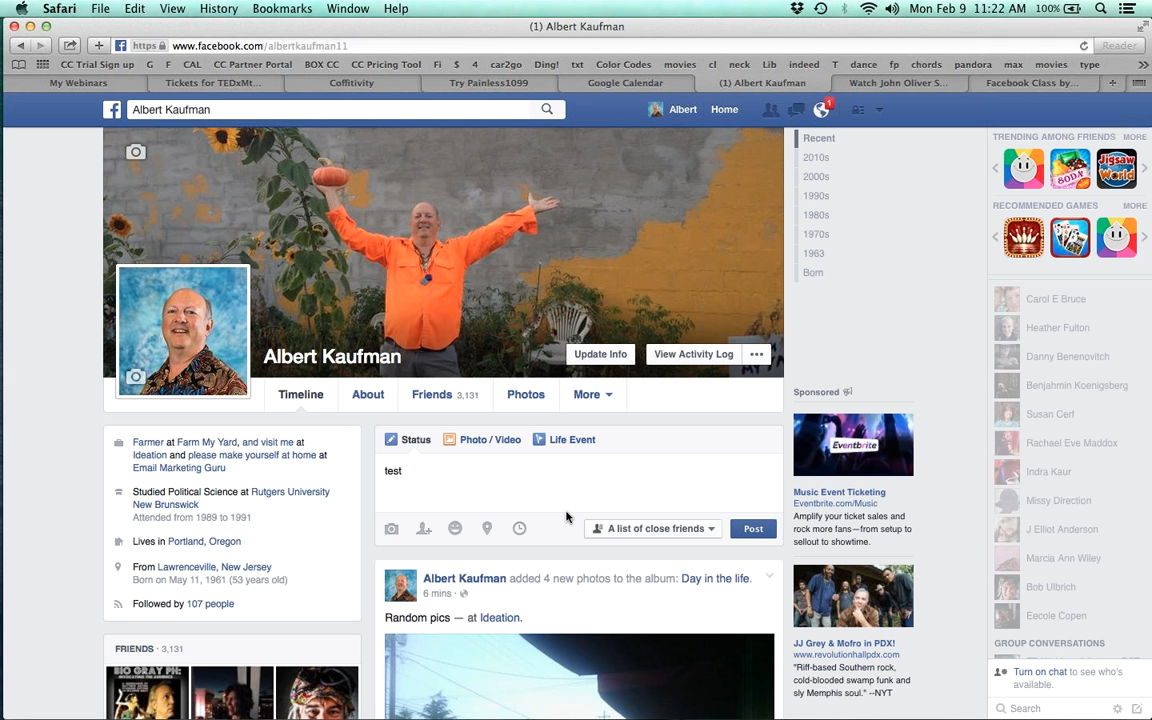 Safari File Edit View History Bookmarks Window Help 100% Mon Feb 9 11:22 AM
(1) Albert Kaufman
https www.facebook.com/albertkaufman11 Reader
CC Trial Sign up G F CAL CC Partner Portal BOX CC CC Pricing Tool Fi $ 4 car2go Ding! txt Color Codes movies cl neck Lib indeed T dance fp chords pandora max movies type
My Webinars Tickets for TEDxMt... Coffitivity Try Painless1099 Google Calendar (1) Albert Kaufman Watch John Oliver S... Facebook Class by...
Albert Kaufman Albert Home 1
Recent
2010s
2000s
1990s
1980s
1970s
1963
Born
TRENDING AMONG FRIENDS MORE
SODA
Jigsaw World
RECOMMENDED GAMES MORE
Albert Kaufman Update Info View Activity Log
Timeline About Friends 3,131 Photos More
Farmer at Farm My Yard, and visit me at
Ideation and please make yourself at home at
Email Marketing Guru
Studied Political Science at Rutgers University
New Brunswick
Attended from 1989 to 1991
Lives in Portland, Oregon
From Lawrenceville, New Jersey
Born on May 11, 1961 (53 years old)
Followed by 107 people
FRIENDS · 3,131
BIG GRAY PH:
Status Photo / Video Life Event
test
A list of close friends Post
Albert Kaufman added 4 new photos to the album: Day in the life.
6 mins ·
Random pics — at Ideation.
Sponsored
Eventbrite
Music Event Ticketing
Eventbrite.com/Music
Amplify your ticket sales and
rock more fans—from setup to
sellout to showtime.
JJ Grey & Mofro in PDX!
www.revolutionhallpdx.com
"Riff-based Southern rock,
cold-blooded swamp funk and
sly Memphis soul." --NYT
Carol E Bruce
Heather Fulton
Danny Benenovitch
Benjahmin Koenigsberg
Susan Cerf
Rachael Eve Maddox
Indra Kaur
Missy Direction
J Elliot Anderson
Marcia Ann Wiley
Bob Ulbrich
Eecole Copen
GROUP CONVERSATIONS
Turn on chat to see who's
available.
Search